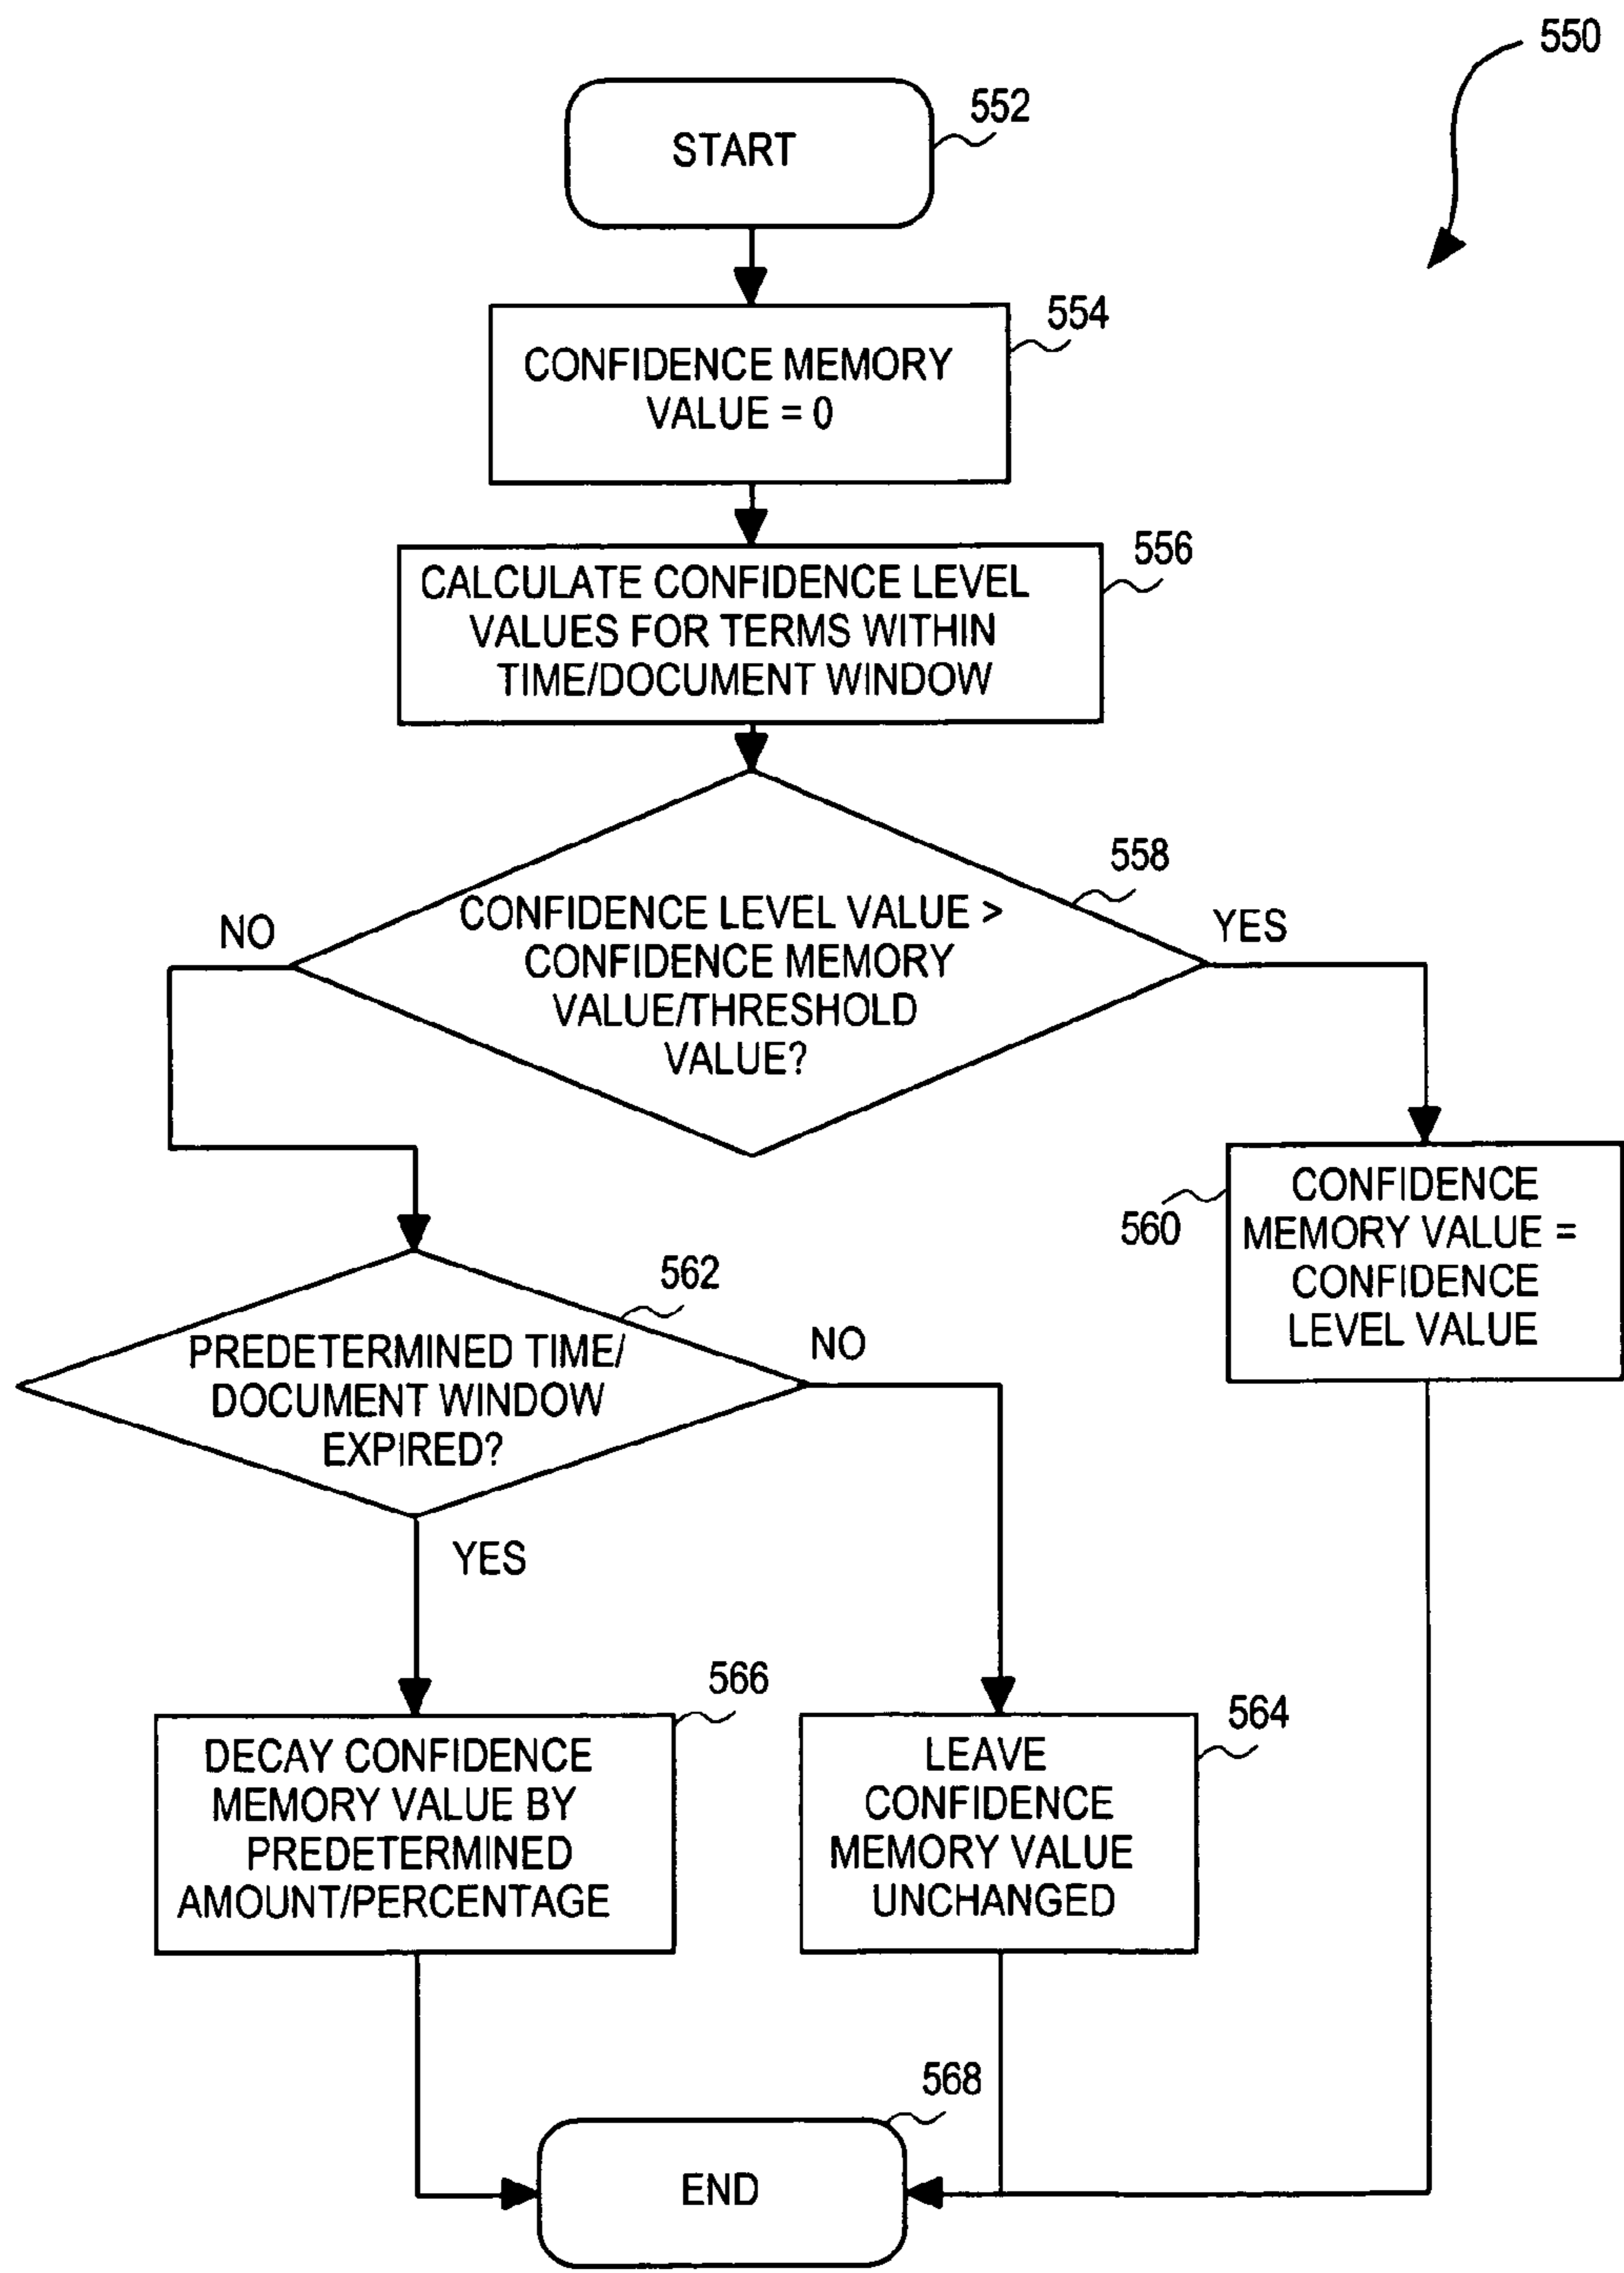 550
552
START
554
CONFIDENCE MEMORY
VALUE = 0
556
CALCULATE CONFIDENCE LEVEL
VALUES FOR TERMS WITHIN
TIME/DOCUMENT WINDOW
558
CONFIDENCE LEVEL VALUE >
CONFIDENCE MEMORY
VALUE/THRESHOLD
VALUE?
NO
YES
560
CONFIDENCE
MEMORY VALUE =
CONFIDENCE
LEVEL VALUE
562
PREDETERMINED TIME/
DOCUMENT WINDOW
EXPIRED?
NO
YES
566
DECAY CONFIDENCE
MEMORY VALUE BY
PREDETERMINED
AMOUNT/PERCENTAGE
564
LEAVE
CONFIDENCE
MEMORY VALUE
UNCHANGED
568
END